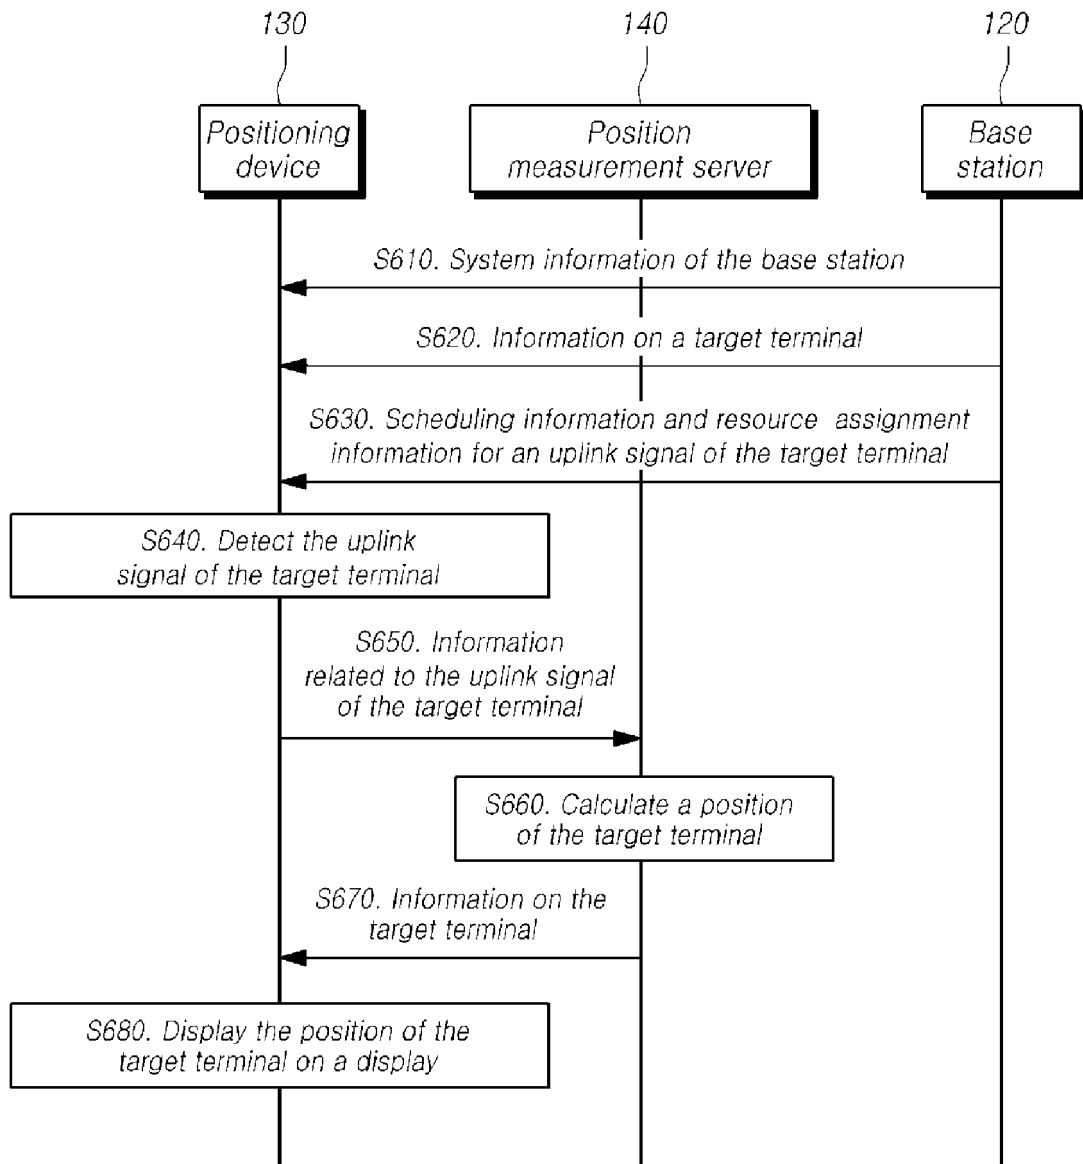 130
140
120
Positioning
device
Position
measurement server
Base
station
S610. System information of the base station
S620. Information on a target terminal
S630. Scheduling information and resource assignment
information for an uplink signal of the target terminal
S640. Detect the uplink
signal of the target terminal
S650. Information
related to the uplink signal
of the target terminal
S660. Calculate a position
of the target terminal
S670. Information on the
target terminal
S680. Display the position of the
target terminal on a display